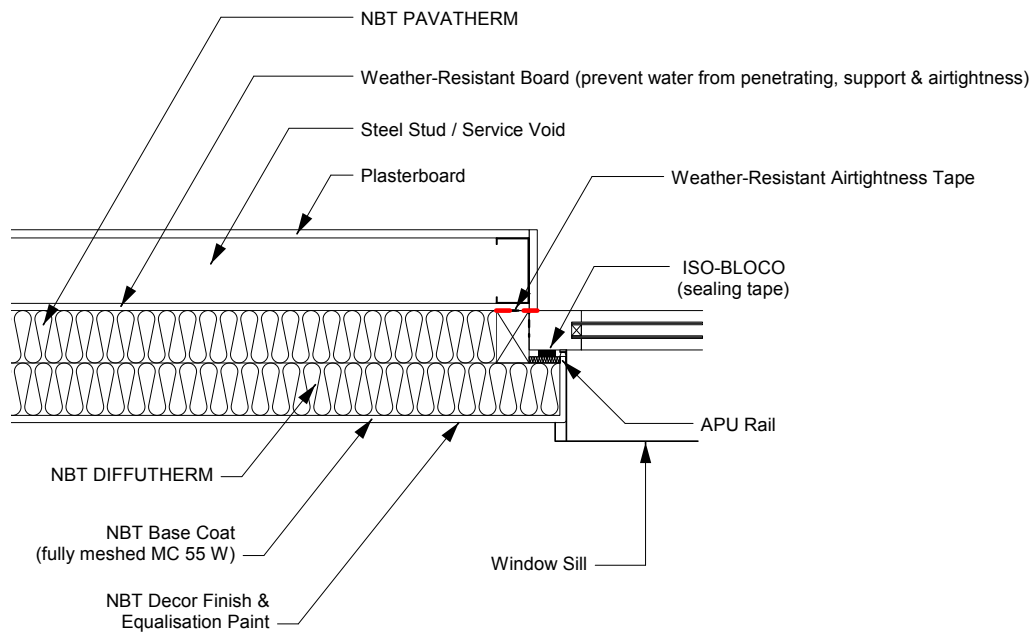 NBT PAVATHERM
Weather-Resistant Board (prevent water from penetrating, support & airtightness)
Steel Stud / Service Void
Plasterboard
Weather-Resistant Airtightness Tape
ISO-BLOCO
(sealing tape)
APU Rail
NBT DIFFUTHERM
NBT Base Coat
(fully meshed MC 55 W)
Window Sill
NBT Decor Finish &
Equalisation Paint